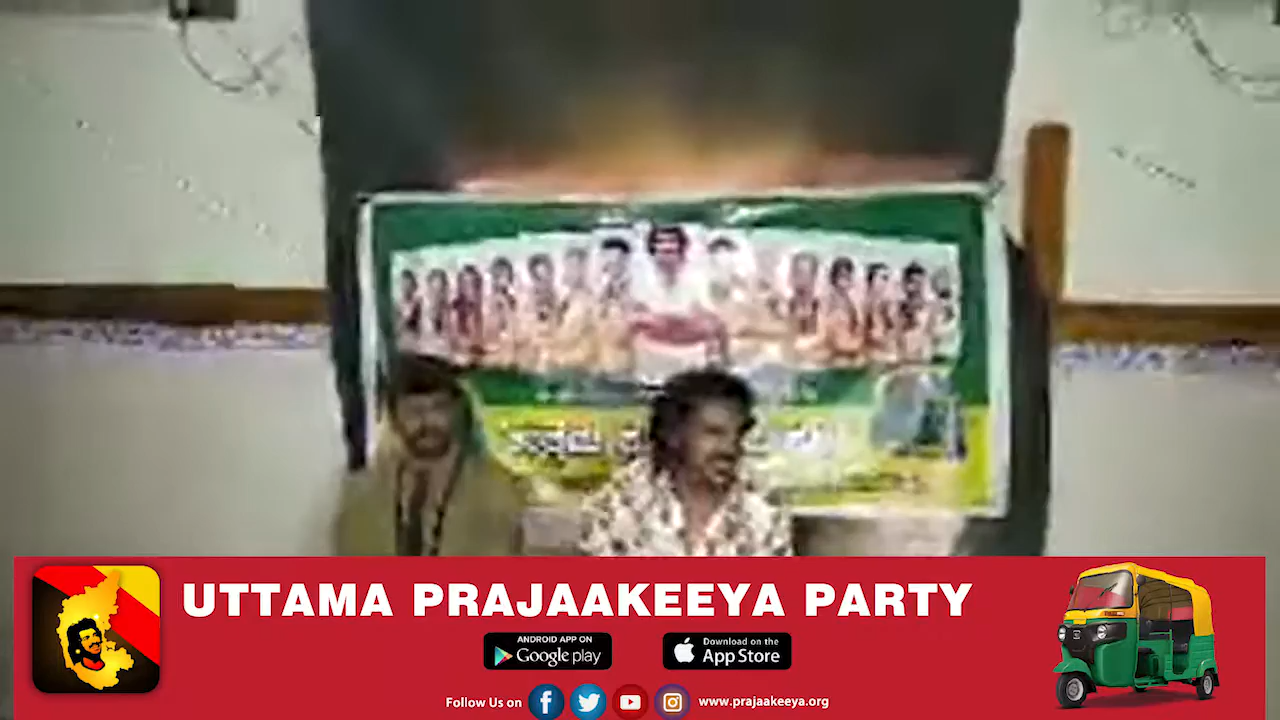 UTTAMA PRAJAAKEEYA PARTY
ANDROID APP ON
Google play
Download on the
App Store
Follow Us on
www.prajaakeeya.org